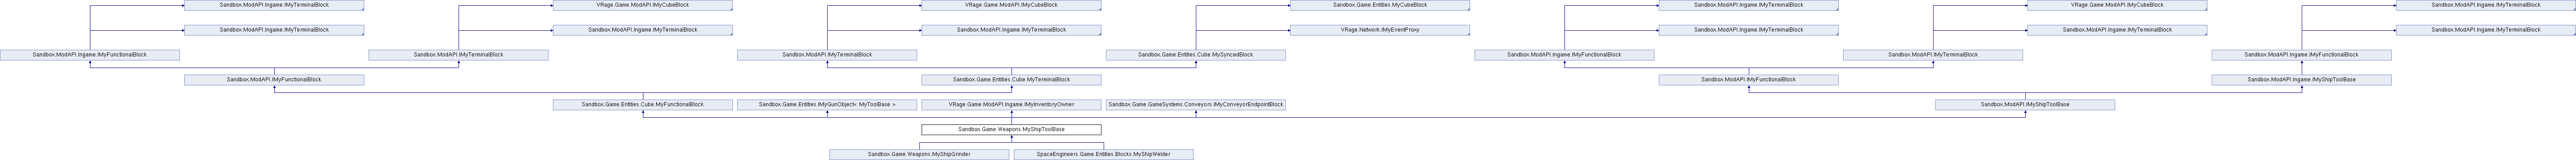 Sandbox.ModAPI.Ingame.IMyTerminalBlock VRage.Game.ModAPI.IMyCubeBlock VRage.Game.ModAPI.IMyCubeBlock Sandbox.Game.Entities.MyCubeBlock Sandbox.ModAPI.Ingame.IMyTerminalBlock VRage.Game.ModAPI.IMyCubeBlock Sandbox.ModAPI.Ingame.IMyTerminalBlock
Sandbox.ModAPI.Ingame.IMyTerminalBlock Sandbox.ModAPI.Ingame.IMyTerminalBlock Sandbox.ModAPI.Ingame.IMyTerminalBlock VRage.Network.IMyEventProxy Sandbox.ModAPI.Ingame.IMyTerminalBlock Sandbox.ModAPI.Ingame.IMyTerminalBlock Sandbox.ModAPI.Ingame.IMyTerminalBlock
Sandbox.ModAPI.Ingame.IMyFunctionalBlock Sandbox.ModAPI.IMyTerminalBlock Sandbox.ModAPI.IMyTerminalBlock Sandbox.Game.Entities.Cube.MySyncedBlock Sandbox.ModAPI.Ingame.IMyFunctionalBlock Sandbox.ModAPI.IMyTerminalBlock Sandbox.ModAPI.Ingame.IMyFunctionalBlock
Sandbox.ModAPI.IMyFunctionalBlock Sandbox.Game.Entities.Cube.MyTerminalBlock Sandbox.ModAPI.IMyFunctionalBlock Sandbox.ModAPI.Ingame.IMyShipToolBase
Sandbox.Game.Entities.Cube.MyFunctionalBlock Sandbox.Game.Entities.IMyGunObject< MyToolBase > VRage.Game.ModAPI.Ingame.IMyInventoryOwner Sandbox.Game.GameSystems.Conveyors.IMyConveyorEndpointBlock Sandbox.ModAPI.IMyShipToolBase
Sandbox.Game.Weapons.MyShipToolBase
Sandbox.Game.Weapons.MyShipGrinder SpaceEngineers.Game.Entities.Blocks.MyShipWelder